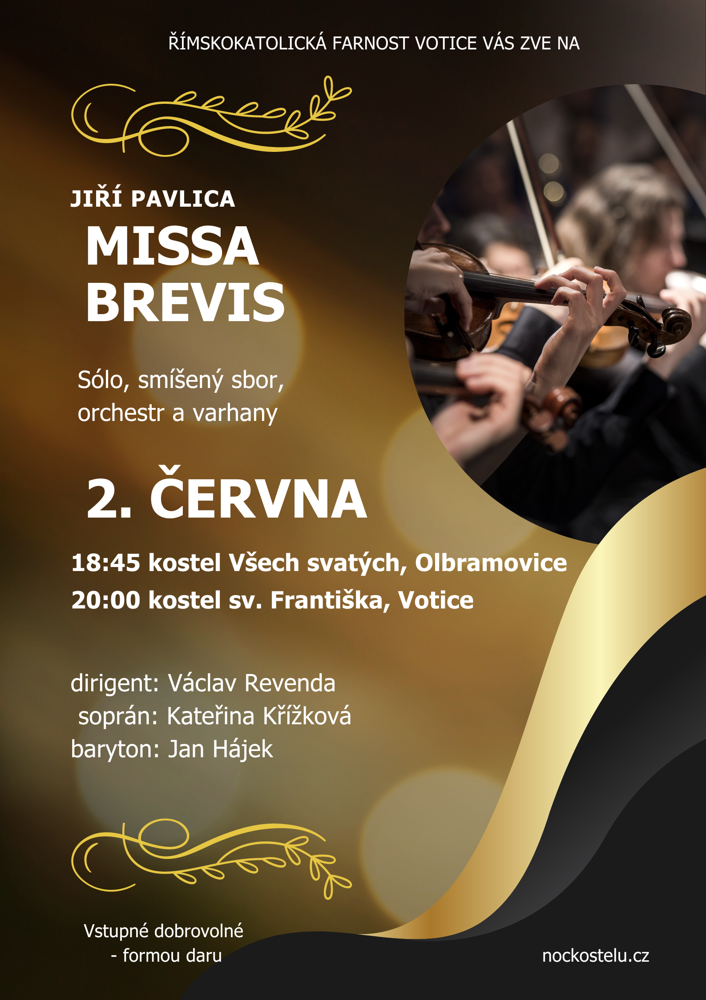 ŘÍMSKOKATOLICKÁ FARNOST VOTICE VÁS ZVE NA
JIŘÍ PAVLICA
MISSA
BREVIS
Sólo, smíšený sbor,
orchestr a varhany
2. ČERVNA
18:45 kostel Všech svatých, Olbramovice
20:00 kostel sv. Františka, Votice
dirigent: Václav Revenda
soprán: Kateřina Křížková
baryton: Jan Hájek
Vstupné dobrovolné
- formou daru
nockostelu.cz